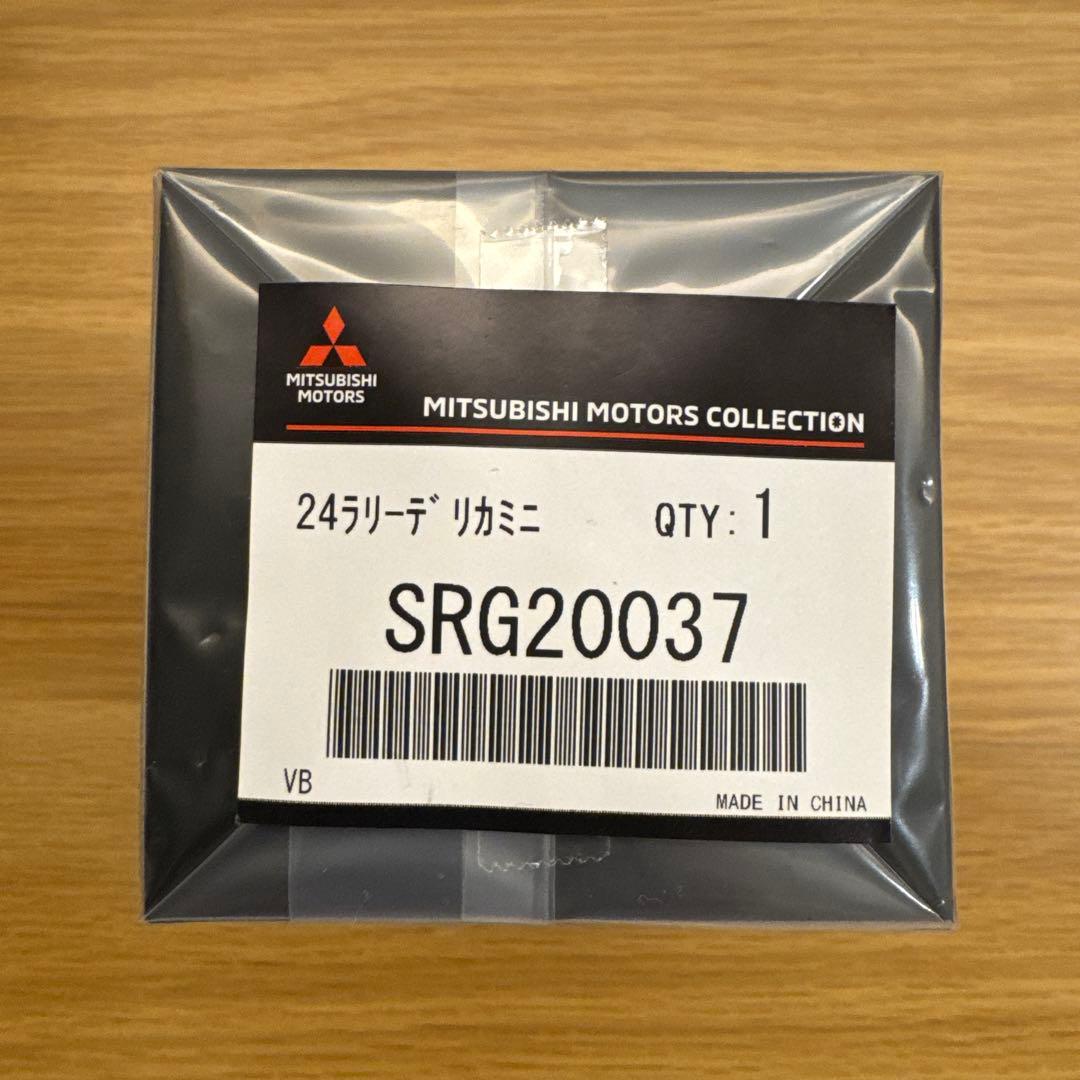 MITSUBISHI
MOTORS
MITSUBISHI MOTORS COLLECTION
24ﾗﾘｰﾃﾞﾘｶﾐﾆ QTY: 1
SRG20037
VB
MADE IN CHINA